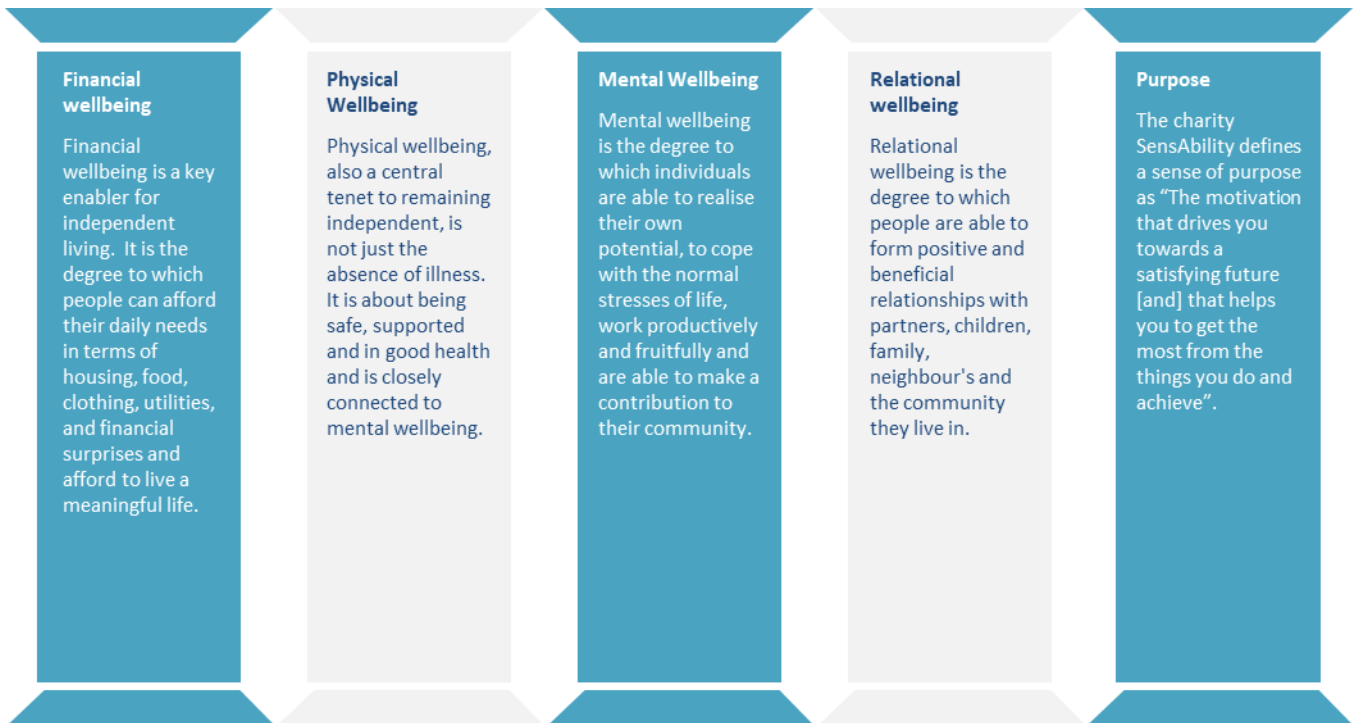 Financial
wellbeing
Financial
wellbeing is a key
enabler for
independent
living.  It is the
degree to which
people can afford
their daily needs
in terms of
housing, food,
clothing, utilities,
and financial
surprises and
afford to live a
meaningful life.
Physical
Wellbeing
Physical wellbeing,
also a central
tenet to remaining
independent, is
not just the
absence of illness.
It is about being
safe, supported
and in good health
and is closely
connected to
mental wellbeing.
Mental Wellbeing
Mental wellbeing
is the degree to
which individuals
are able to realise
their own
potential, to cope
with the normal
stresses of life,
work productively
and fruitfully and
are able to make a
contribution to
their community.
Relational
wellbeing
Relational
wellbeing is the
degree to which
people are able to
form positive and
beneficial
relationships with
partners, children,
family,
neighbour's and
the community
they live in.
Purpose
The charity
SensAbility defines
a sense of purpose
as “The motivation
that drives you
towards a
satisfying future
[and] that helps
you to get the
most from the
things you do and
achieve”.